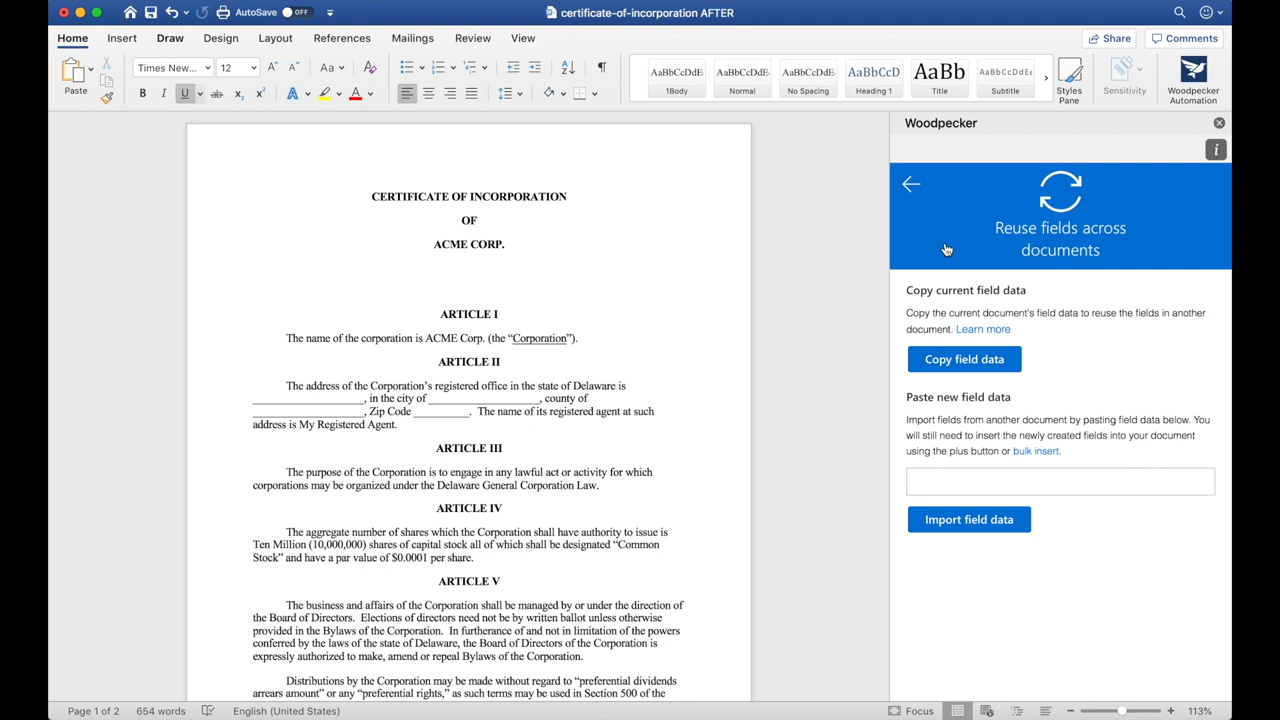 AutoSave OFF
certificate-of-incorporation AFTER
Home Insert Draw Design Layout References Mailings Review View
Share Comments
Paste
Times New... 12
AaBbCcDdE AaBbCcDdE AaBbCcDdE AaBbCcD AaBb AaBbCcDdEe
1Body Normal No Spacing Heading 1 Title Subtitle
Styles Pane
Sensitivity
Woodpecker Automation
CERTIFICATE OF INCORPORATION
OF
ACME CORP.
ARTICLE I
The name of the corporation is ACME Corp. (the “Corporation”).
ARTICLE II
The address of the Corporation’s registered office in the state of Delaware is
____________________, in the city of ____________________, county of
____________________, Zip Code __________. The name of its registered agent at such
address is My Registered Agent.
ARTICLE III
The purpose of the Corporation is to engage in any lawful act or activity for which
corporations may be organized under the Delaware General Corporation Law.
ARTICLE IV
The aggregate number of shares which the Corporation shall have authority to issue is
Ten Million (10,000,000) shares of capital stock all of which shall be designated “Common
Stock” and have a par value of $0.0001 per share.
ARTICLE V
The business and affairs of the Corporation shall be managed by or under the direction of
the Board of Directors. Elections of directors need not be by written ballot unless otherwise
provided in the Bylaws of the Corporation. In furtherance of and not in limitation of the powers
conferred by the laws of the state of Delaware, the Board of Directors of the Corporation is
expressly authorized to make, amend or repeal Bylaws of the Corporation.
Distributions by the Corporation may be made without regard to “preferential dividends
arrears amount” or any “preferential rights,” as such terms may be used in Section 500 of the
Woodpecker
Reuse fields across
documents
Copy current field data
Copy the current document's field data to reuse the fields in another
document. Learn more
Copy field data
Paste new field data
Import fields from another document by pasting field data below. You
will still need to insert the newly created fields into your document
using the plus button or bulk insert.
Import field data
Page 1 of 2 654 words English (United States) Focus 113%